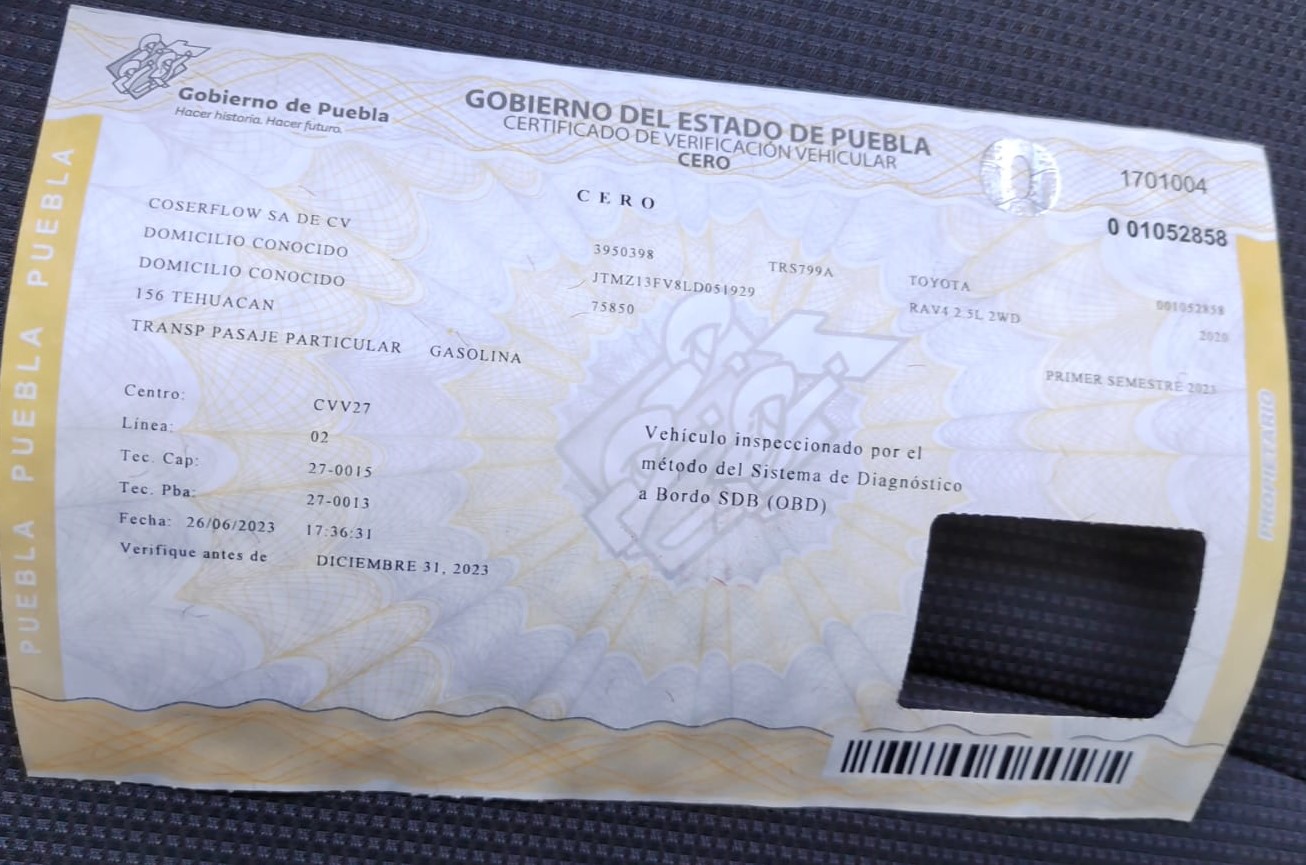 Gobierno de Puebla
Hacer historia. Hacer futuro.
GOBIERNO DEL ESTADO DE PUEBLA
CERTIFICADO DE VERIFICACIÓN VEHICULAR
CERO
0
1701004
0 01052858
CERO
COSERFLOW SA DE CV
DOMICILIO CONOCIDO
DOMICILIO CONOCIDO
156 TEHUACAN
TRANSP PASAJE PARTICULAR GASOLINA
3950398 TRS799A TOYOTA 001052858
JTMZ13FV8LD051929 RAV4 2.5L 2WD 2020
75850
PRIMER SEMESTRE 2023
Centro: CVV27
Línea: 02
Tec. Cap: 27-0015
Tec. Pba: 27-0013
Fecha: 26/06/2023 17:36:31
Verifique antes de DICIEMBRE 31, 2023
Vehículo inspeccionado por el
método del Sistema de Diagnóstico
a Bordo SDB (OBD)
PUEBLA PUEBLA PUEBLA PUEBLA
PROPIETARIO